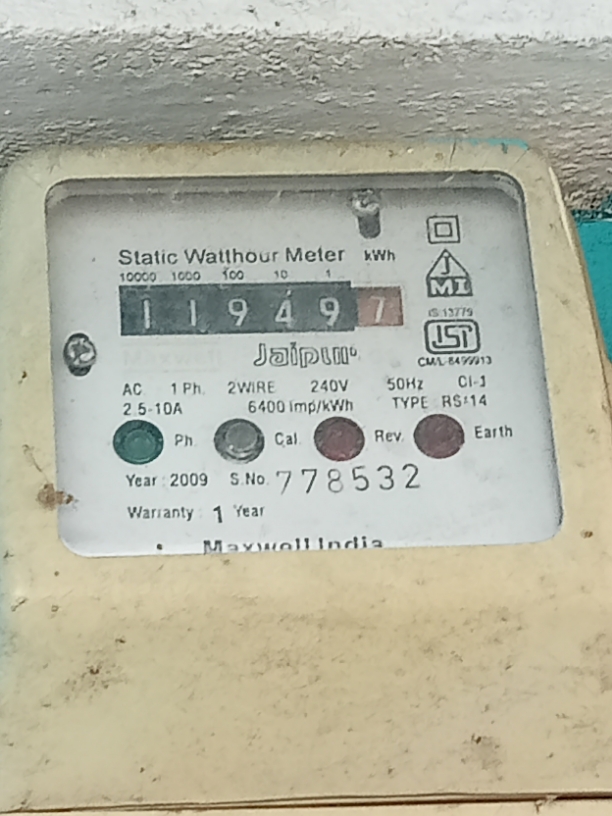 Static Watthour Meter kWh
10000 1000 100 10 1
1 1 9 4 9 7
J
MI
IS:13779
ISI
CM/L-8499913
Jaipur
AC 1 Ph. 2WIRE 240V 50Hz Cl-1
2.5-10A 6400 imp/kWh TYPE RS-14
Ph. Cal. Rev. Earth
Year : 2009 S.No. 778532
Warranty : 1 Year
Maxwell India